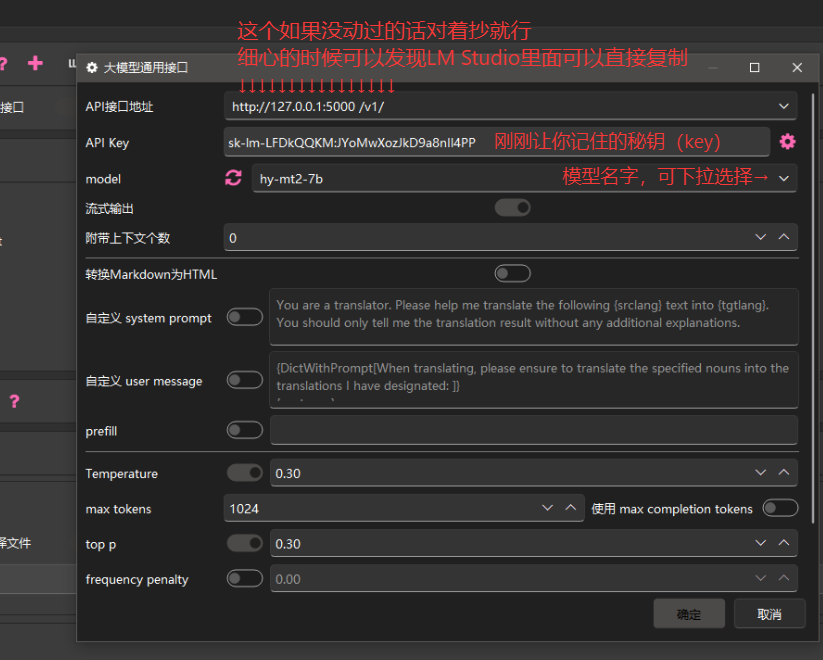 这个如果没动过的话对着抄就行
细心的时候可以发现LM Studio里面可以直接复制
↓↓↓↓↓↓↓↓↓↓↓↓↓↓↓↓
大模型通用接口
接口
API接口地址
http://127.0.0.1:5000 /v1/
API Key
sk-lm-LFDkQQKM:JYoMwXozJkD9a8nII4PP 刚刚让你记住的秘钥（key）
model
hy-mt2-7b
模型名字，可下拉选择→
流式输出
附带上下文个数
0
转换Markdown为HTML
自定义 system prompt
You are a translator. Please help me translate the following {srclang} text into {tgtlang}.
You should only tell me the translation result without any additional explanations.
自定义 user message
{DictWithPrompt[When translating, please ensure to translate the specified nouns into the
translations I have designated: ]}
prefill
Temperature
0.30
max tokens
1024
使用 max completion tokens
top p
0.30
译文件
frequency penalty
0.00
确定
取消